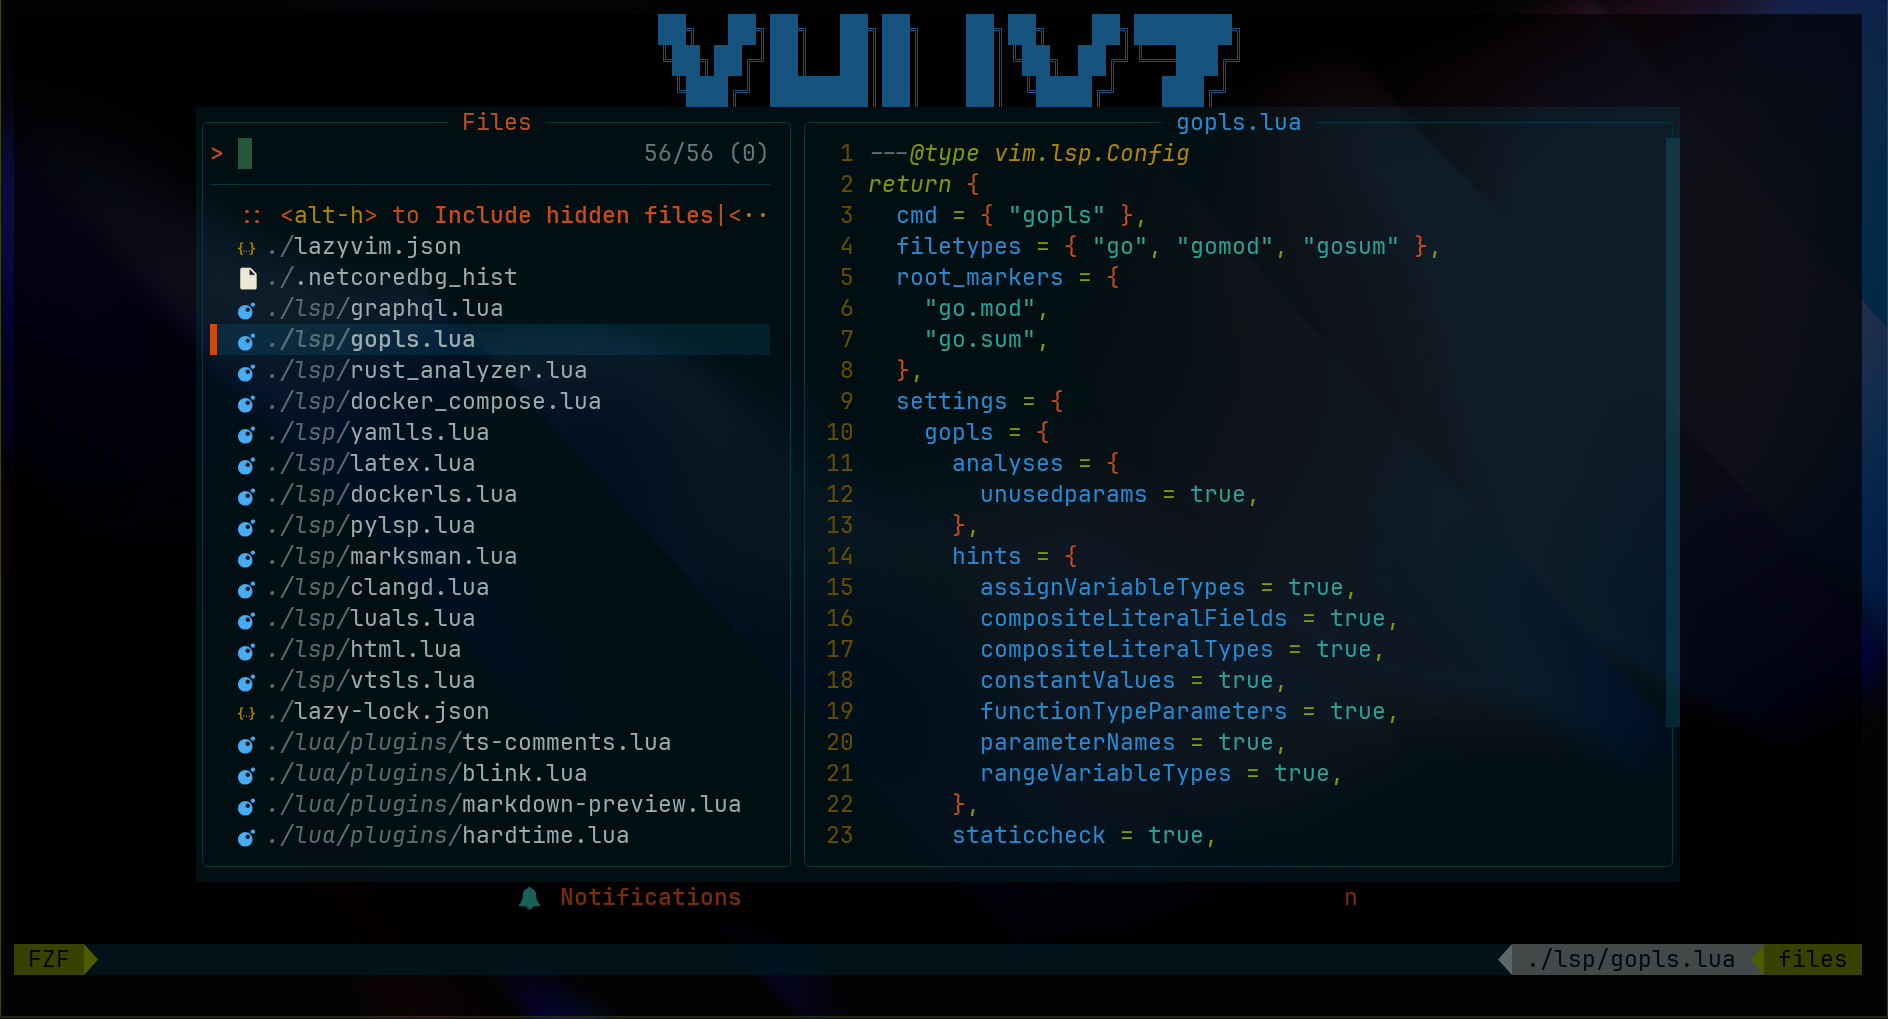 Files
> 56/56 (0)
:: <alt-h> to Include hidden files|<··
./lazyvim.json
./.netcoredbg_hist
./lsp/graphql.lua
./lsp/gopls.lua
./lsp/rust_analyzer.lua
./lsp/docker_compose.lua
./lsp/yamlls.lua
./lsp/latex.lua
./lsp/dockerls.lua
./lsp/pylsp.lua
./lsp/marksman.lua
./lsp/clangd.lua
./lsp/luals.lua
./lsp/html.lua
./lsp/vtsls.lua
./lazy-lock.json
./lua/plugins/ts-comments.lua
./lua/plugins/blink.lua
./lua/plugins/markdown-preview.lua
./lua/plugins/hardtime.lua
gopls.lua
1 ---@type vim.lsp.Config
2 return {
3   cmd = { "gopls" },
4   filetypes = { "go", "gomod", "gosum" },
5   root_markers = {
6     "go.mod",
7     "go.sum",
8   },
9   settings = {
10     gopls = {
11       analyses = {
12         unusedparams = true,
13       },
14       hints = {
15         assignVariableTypes = true,
16         compositeLiteralFields = true,
17         compositeLiteralTypes = true,
18         constantValues = true,
19         functionTypeParameters = true,
20         parameterNames = true,
21         rangeVariableTypes = true,
22       },
23       staticcheck = true,
Notifications n
FZF ./lsp/gopls.lua files